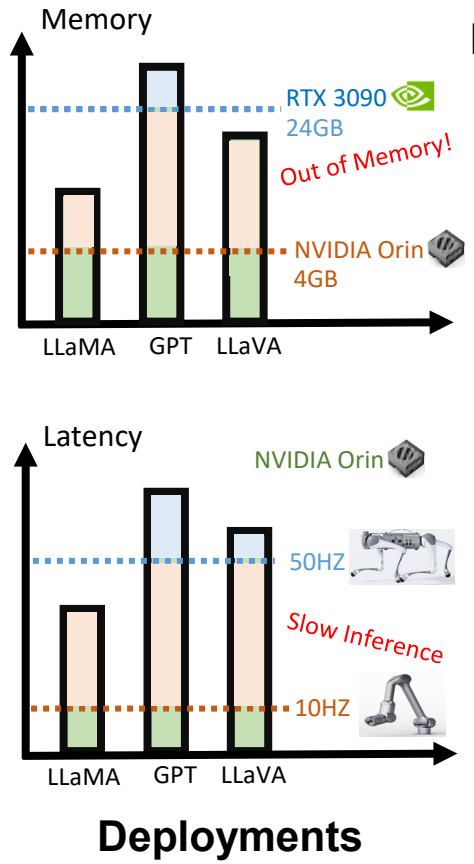 Memory
RTX 3090
24GB
Out of Memory!
NVIDIA Orin
4GB
LLaMA GPT LLaVA
Latency
NVIDIA Orin
50HZ
Slow Inference
10HZ
LLaMA GPT LLaVA
Deployments